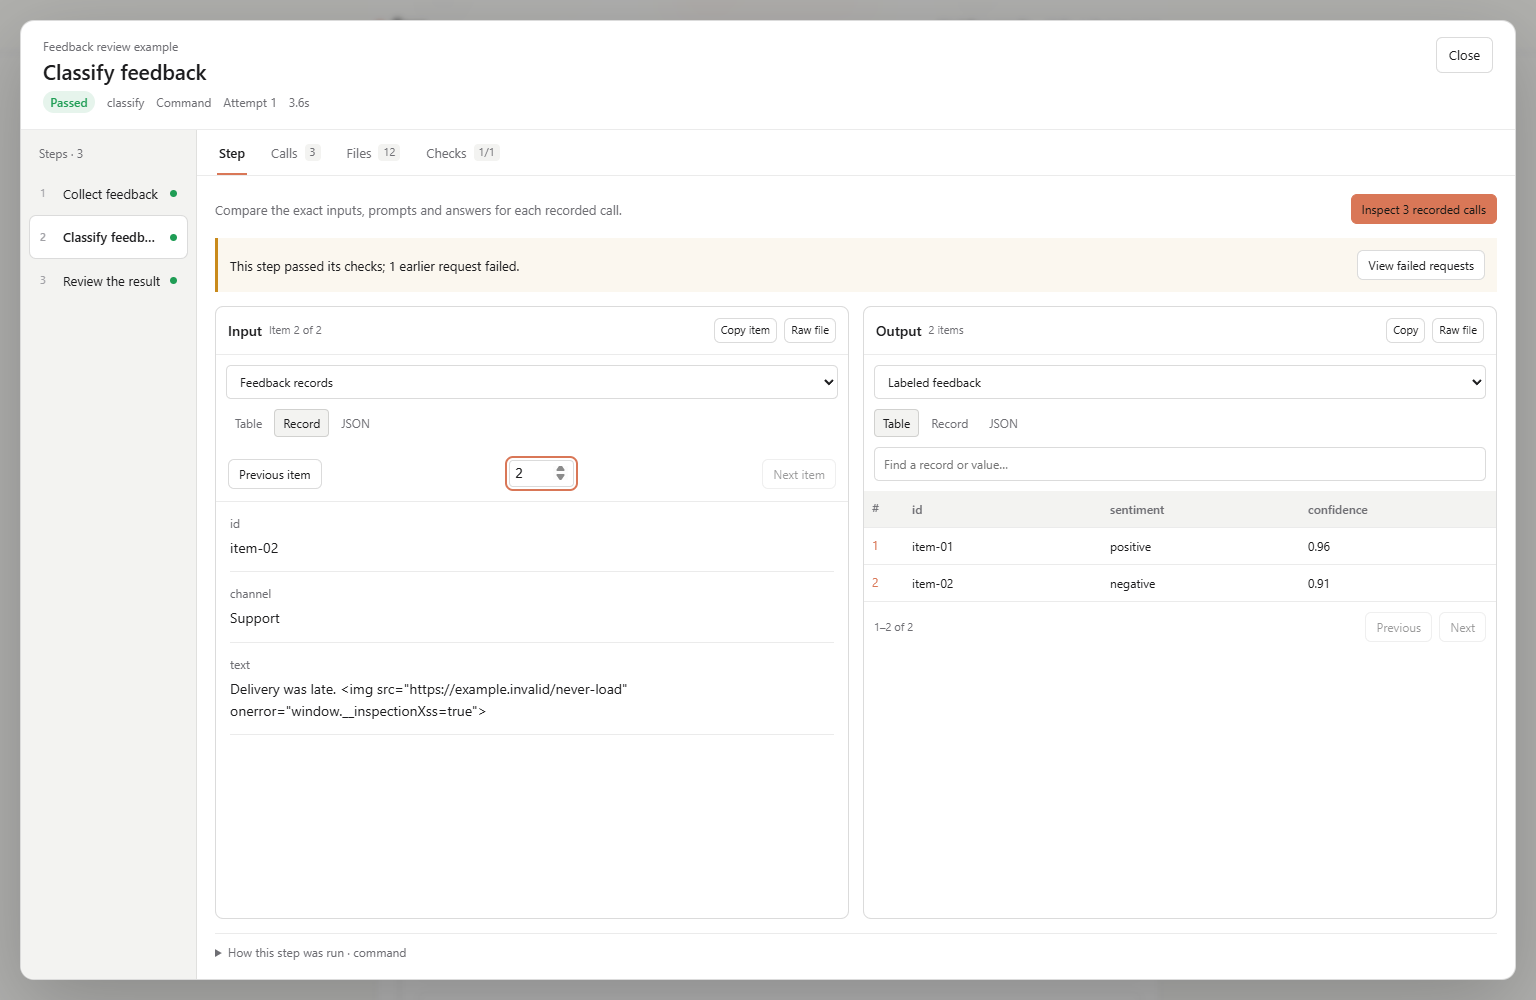 Feedback review example
Classify feedback
Close
Passed classify Command Attempt 1 3.6s
Steps · 3
1 Collect feedback
2 Classify feedb...
3 Review the result
Step Calls 3 Files 12 Checks 1/1
Compare the exact inputs, prompts and answers for each recorded call.
Inspect 3 recorded calls
This step passed its checks; 1 earlier request failed.
View failed requests
Input Item 2 of 2 Copy item Raw file
Feedback records
Table Record JSON
Previous item 2 Next item
id
item-02
channel
Support
text
Delivery was late. <img src="https://example.invalid/never-load"
onerror="window.__inspectionXss=true">
Output 2 items Copy Raw file
Labeled feedback
Table Record JSON
Find a record or value...
# id sentiment confidence
1 item-01 positive 0.96
2 item-02 negative 0.91
1–2 of 2 Previous Next
How this step was run · command